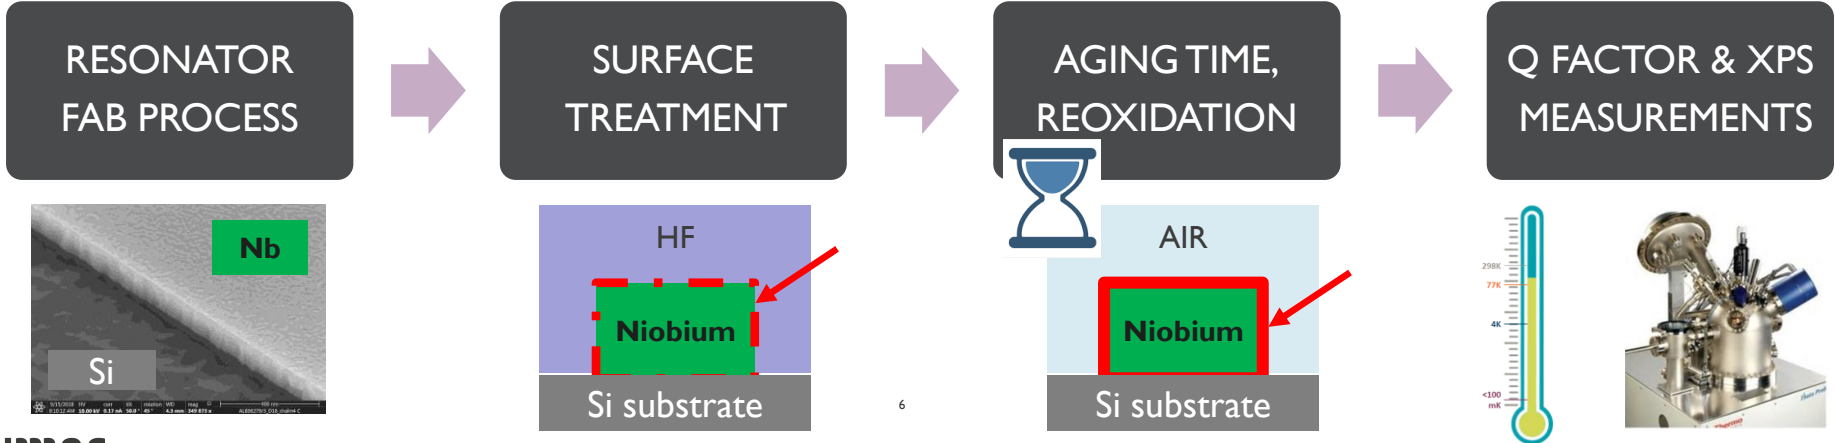 RESONATOR
FAB PROCESS
SURFACE
TREATMENT
AGING TIME,
REOXIDATION
Q FACTOR & XPS
MEASUREMENTS
Nb
Si
HF
Niobium
Si substrate
6
AIR
Niobium
Si substrate
298K
77K
4K
<100
mK
Thermo